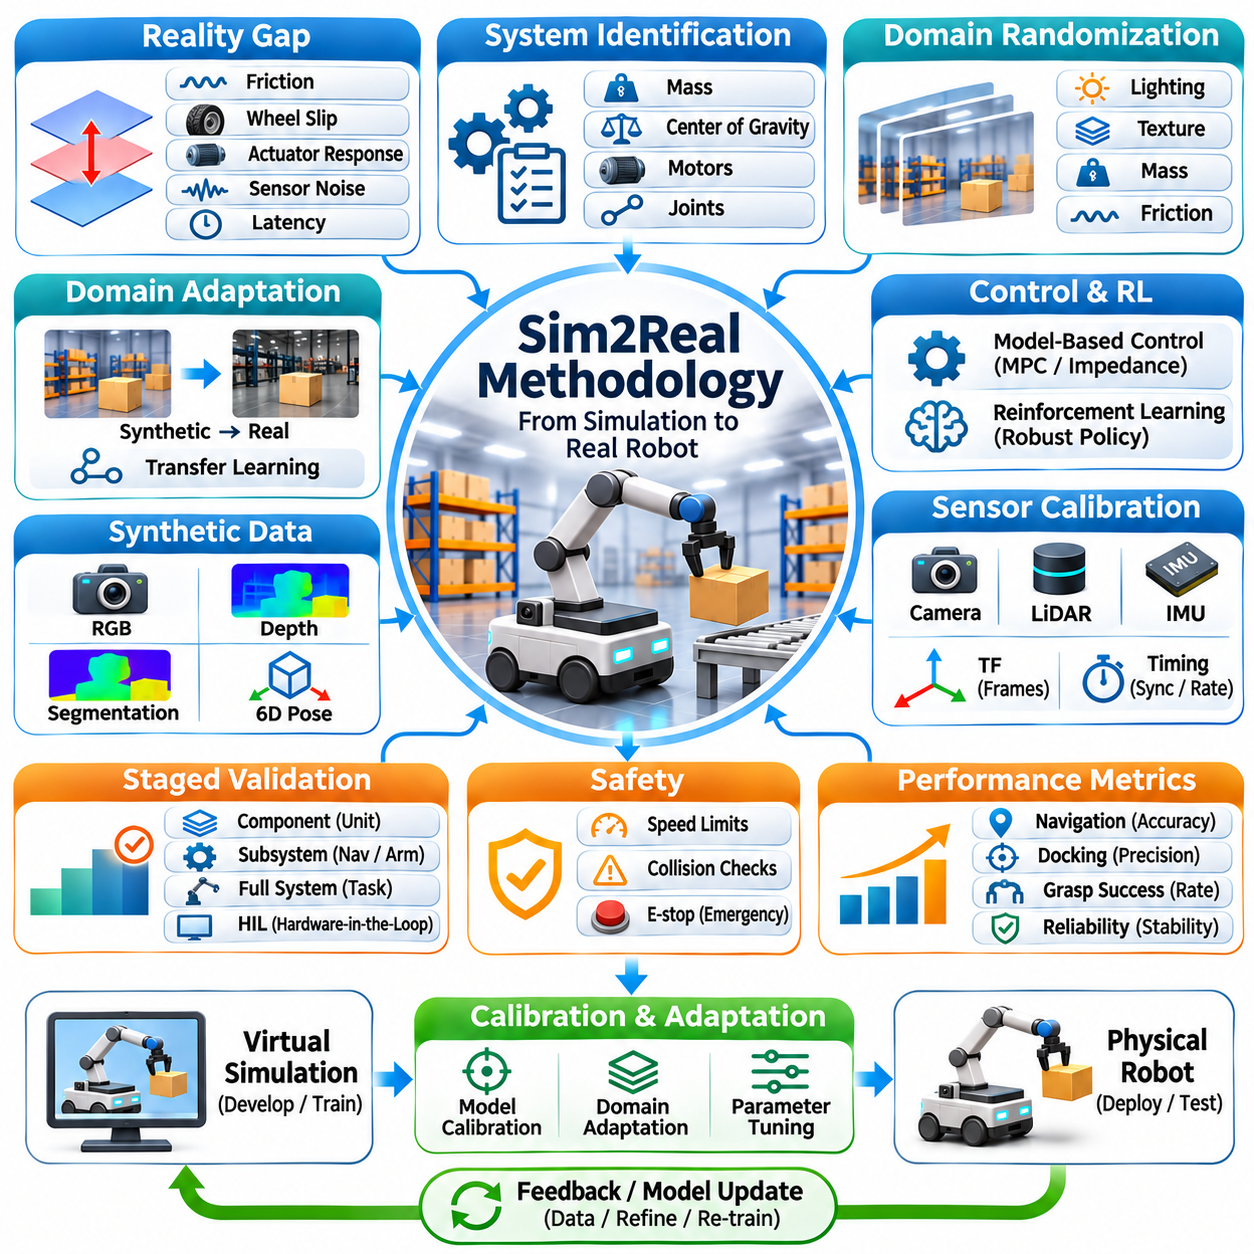 Reality Gap
Friction
Wheel Slip
Actuator Response
Sensor Noise
Latency
System Identification
Mass
Center of Gravity
Motors
Joints
Domain Randomization
Lighting
Texture
Mass
Friction
Domain Adaptation
Synthetic → Real
Transfer Learning
Sim2Real
Methodology
From Simulation to
Real Robot
Control & RL
Model-Based Control
(MPC / Impedance)
Reinforcement Learning
(Robust Policy)
Synthetic Data
RGB
Depth
Segmentation
6D Pose
Sensor Calibration
IMU
Camera
LiDAR
IMU
TF
(Frames)
Timing
(Sync / Rate)
Staged Validation
Component (Unit)
Subsystem (Nav / Arm)
Full System (Task)
HIL (Hardware-in-the-Loop)
Safety
Speed Limits
Collision Checks
E-stop (Emergency)
Performance Metrics
Navigation (Accuracy)
Docking (Precision)
Grasp Success (Rate)
Reliability (Stability)
Virtual
Simulation
(Develop / Train)
Calibration & Adaptation
Model
Calibration
Domain
Adaptation
Parameter
Tuning
Physical
Robot
(Deploy / Test)
Feedback / Model Update
(Data / Refine / Re-train)